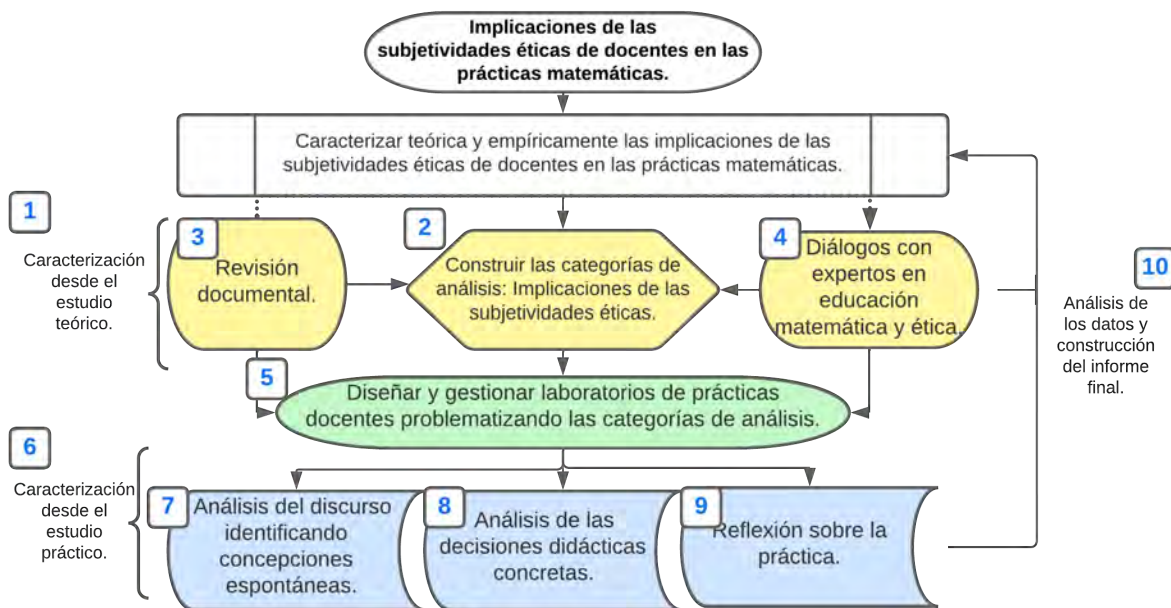 Implicaciones de las
subjetividades éticas de docentes en las
prácticas matemáticas.
Caracterizar teórica y empíricamente las implicaciones de las
subjetividades éticas de docentes en las prácticas matemáticas.
1
Caracterización
desde el
estudio
teórico.
3
Revisión
documental.
2
Construir las categorías de
análisis: Implicaciones de las
subjetividades éticas.
4
Diálogos con
expertos en
educación
matemática y ética.
10
Análisis de
los datos y
construcción
del informe
final.
5
Diseñar y gestionar laboratorios de prácticas
docentes problematizando las categorías de análisis.
6
Caracterización
desde el
estudio
práctico.
7
Análisis del discurso
identificando
concepciones
espontáneas.
8
Análisis de las
decisiones didácticas
concretas.
9
Reflexión sobre la
práctica.